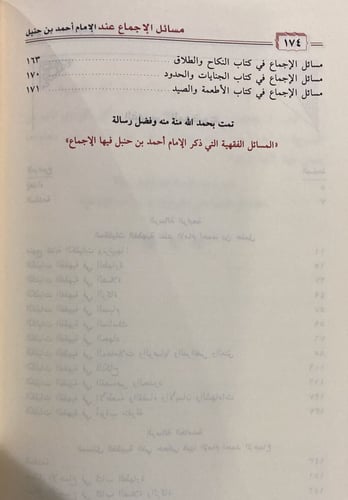 مسائل الإجماع عند الإمام أحمد بن حنبل
١٧٤
مسائل الإجماع في كتاب النكاح والطلاق ١٦٣
مسائل الإجماع في كتاب الجنايات والحدود ١٧٠
مسائل الإجماع في كتاب الأطعمة والصيد ١٧١
تمت بحمد الله منة منه وفضل رسالة
«المسائل الفقهية التي ذكر الإمام أحمد بن حنبل فيها الإجماع»